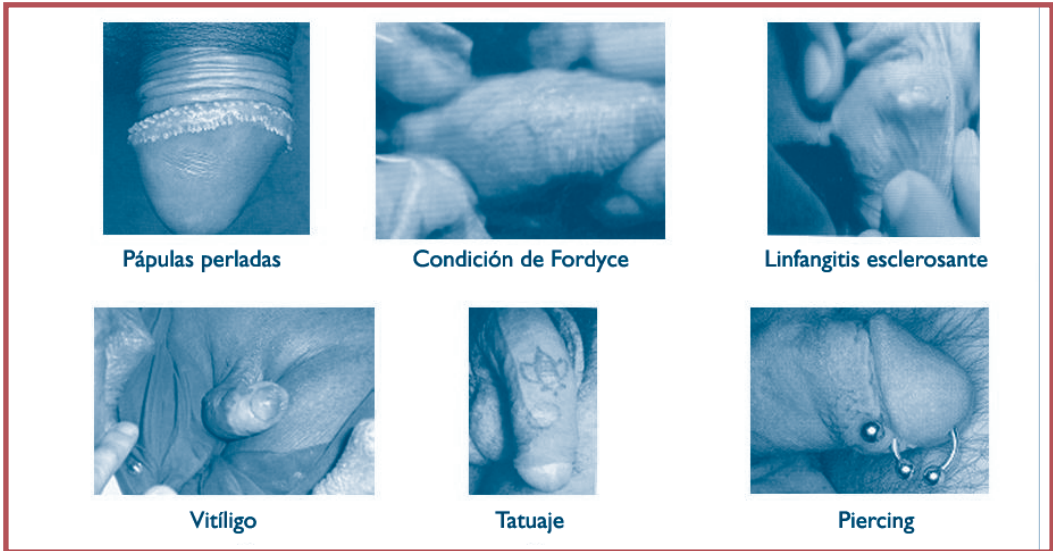 Pápulas perladas
Condición de Fordyce
Linfangitis esclerosante
Vitíligo
Tatuaje
Piercing